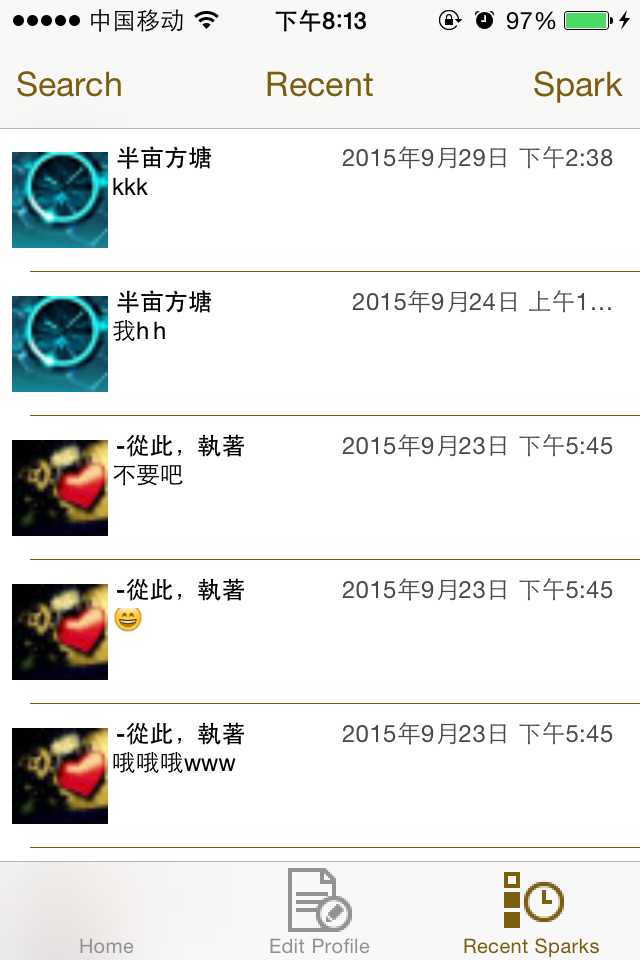 中国移动 下午8:13 97%
Search Recent Spark
半亩方塘 2015年9月29日 下午2:38
kkk
半亩方塘 2015年9月24日 上午1...
我hh
-從此，執著 2015年9月23日 下午5:45
不要吧
-從此，執著 2015年9月23日 下午5:45
😄
-從此，執著 2015年9月23日 下午5:45
哦哦哦www
Home Edit Profile Recent Sparks